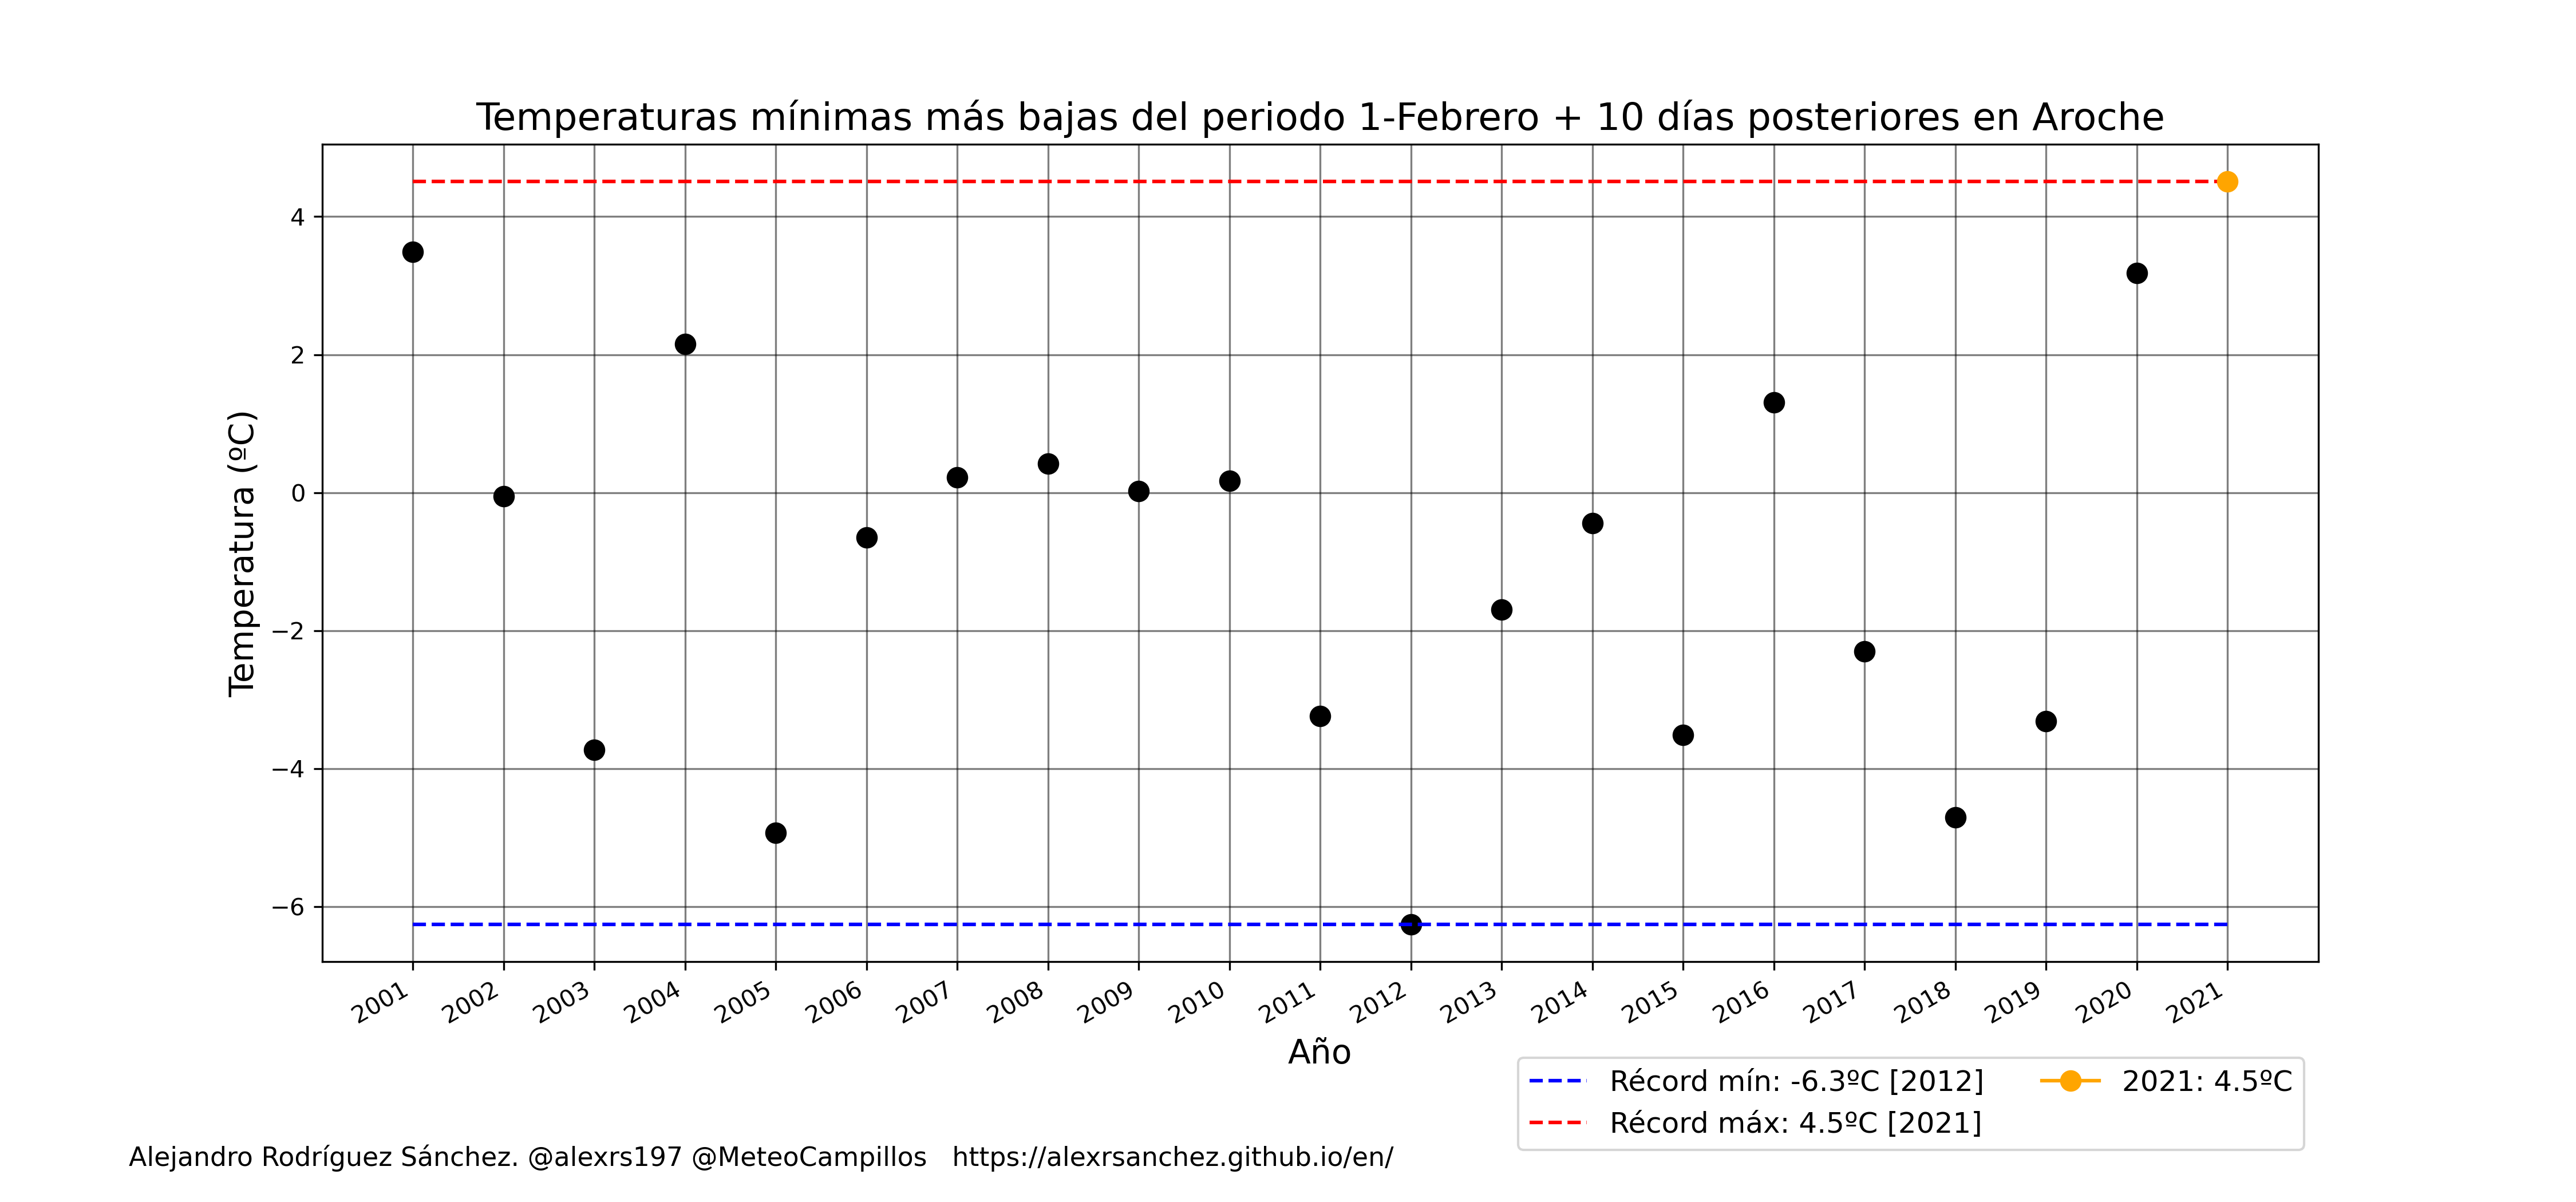 Temperaturas mínimas más bajas del periodo 1-Febrero + 10 días posteriores en Aroche
Temperatura (ºC)
4
2
0
−2
−4
−6
2001 2002 2003 2004 2005 2006 2007 2008 2009 2010 2011 2012 2013 2014 2015 2016 2017 2018 2019 2020 2021
Año
Récord mín: -6.3ºC [2012]
Récord máx: 4.5ºC [2021]
2021: 4.5ºC
Alejandro Rodríguez Sánchez. @alexrs197 @MeteoCampillos   https://alexrsanchez.github.io/en/